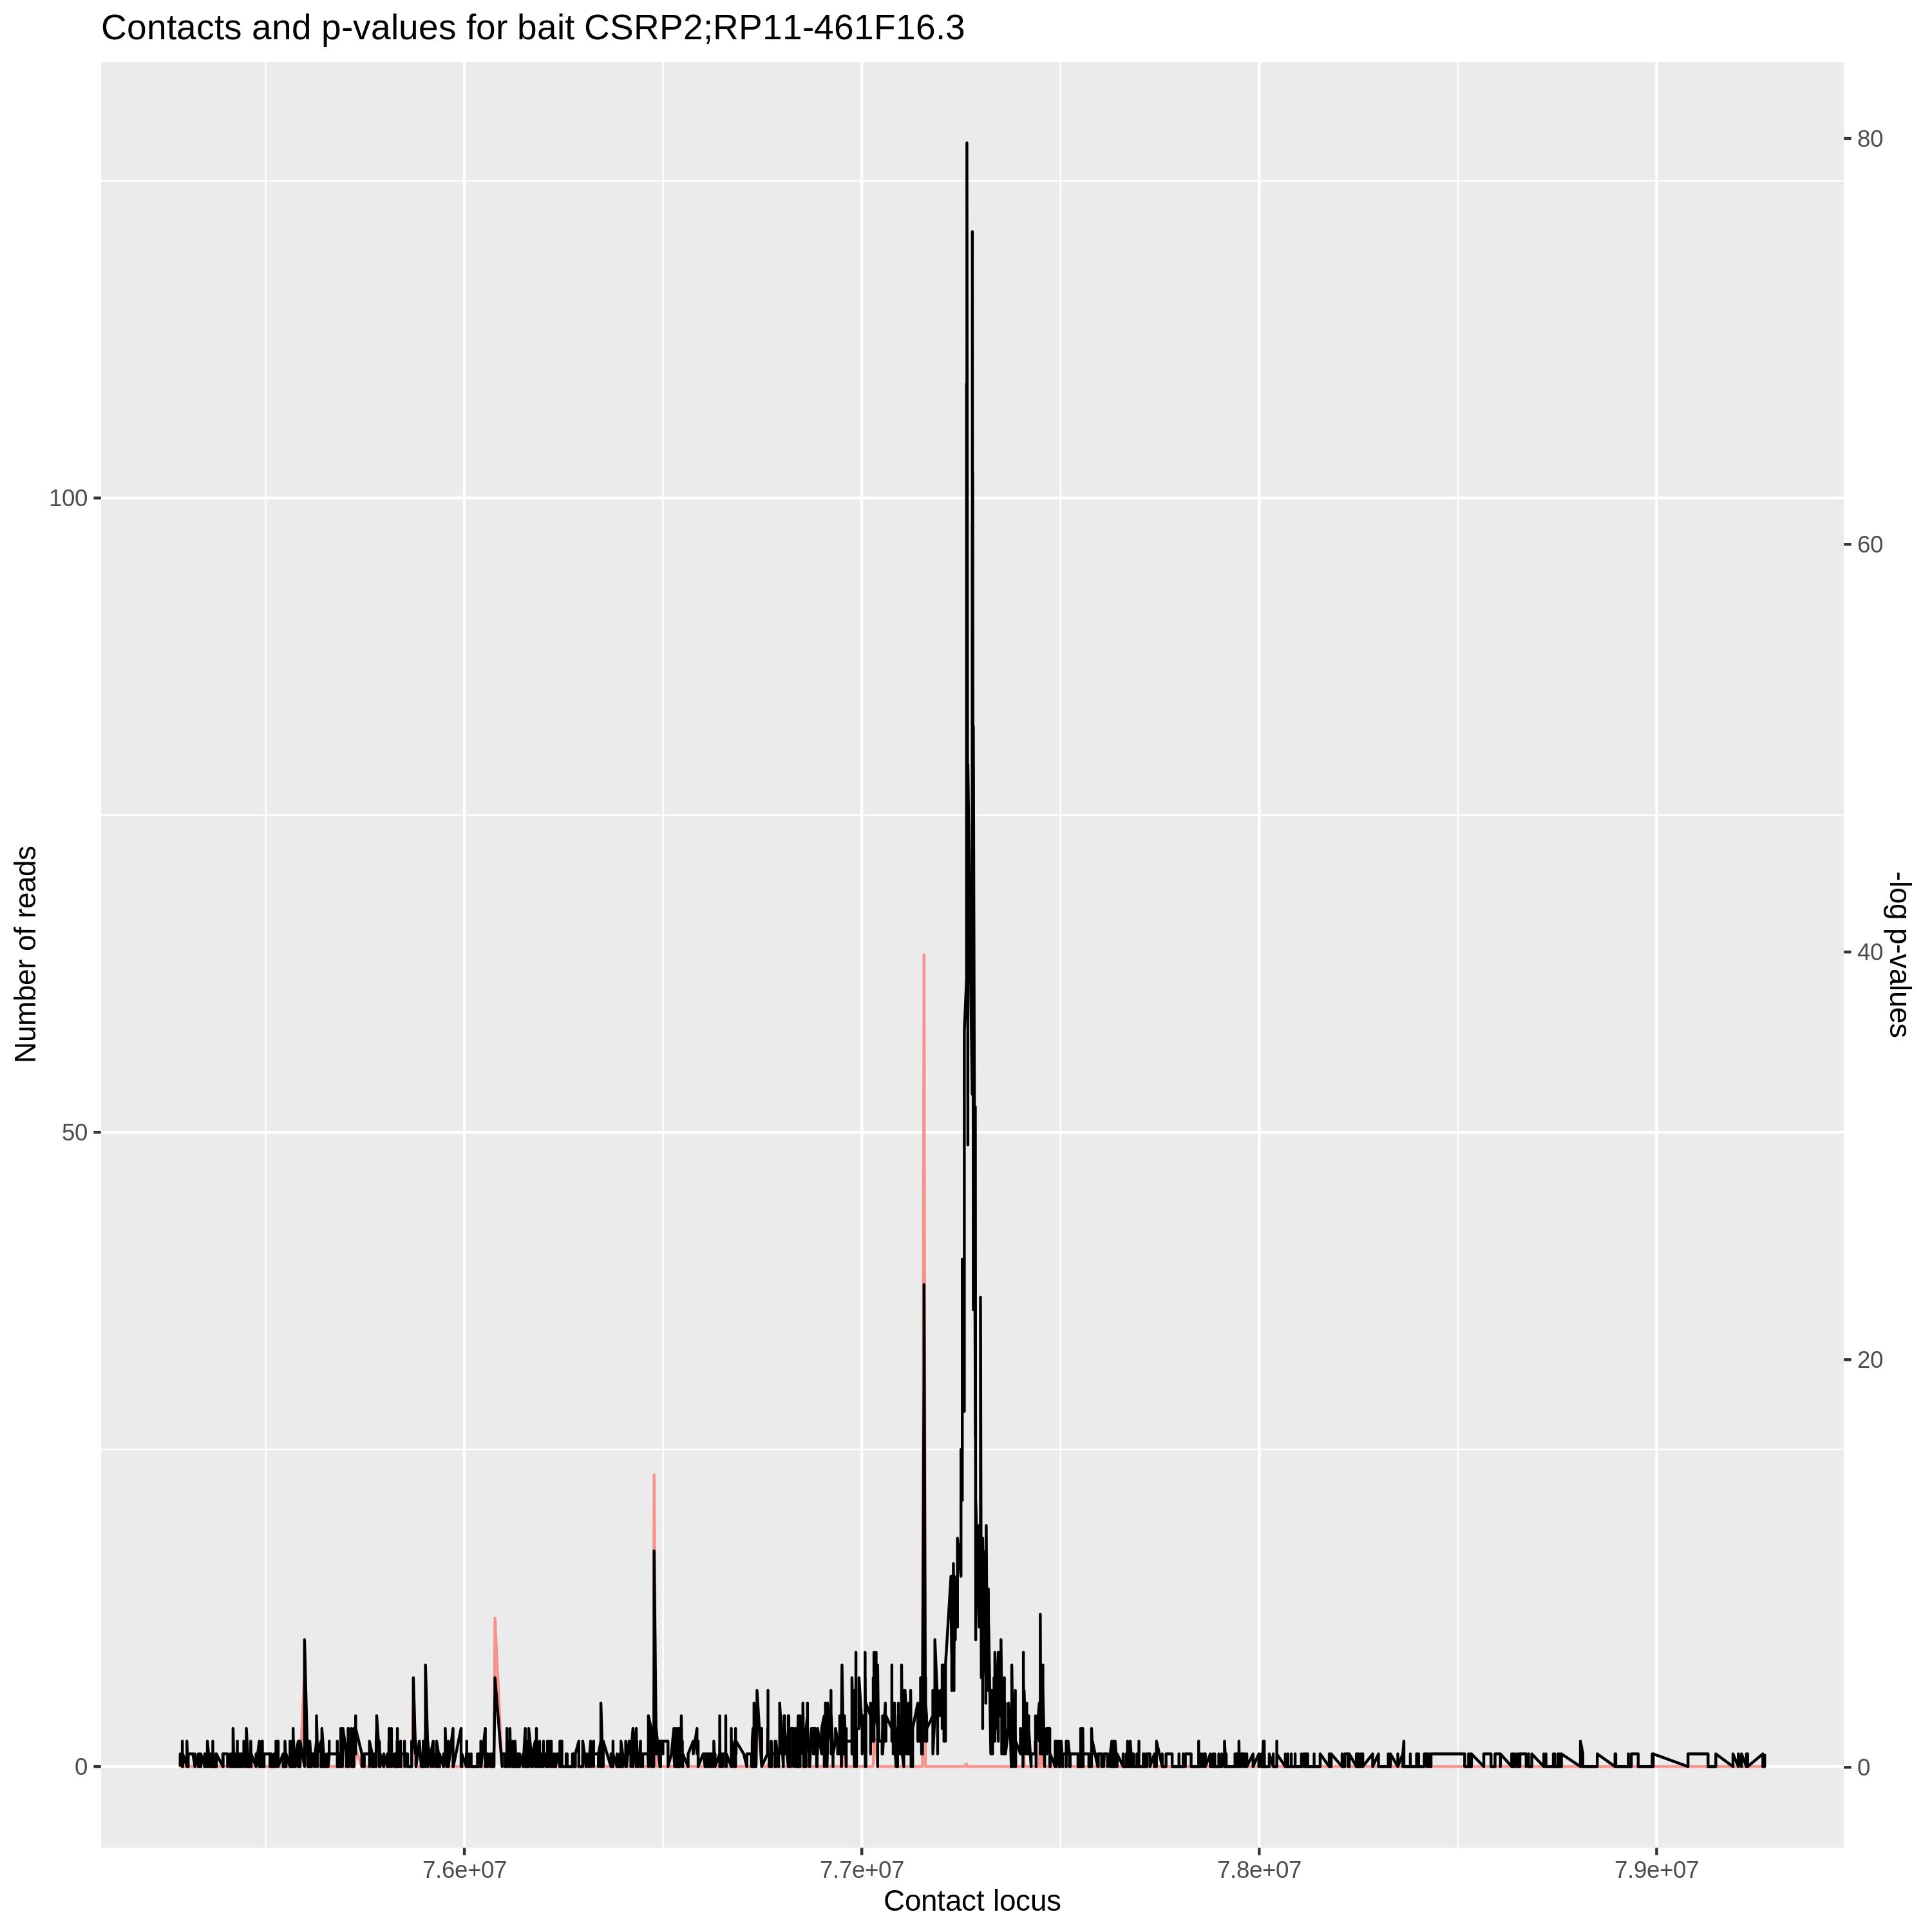 Contacts and p-values for bait CSRP2;RP11-461F16.3
80
100
60
Number of reads
-log p-values
40
50
20
0
0
7.6e+07
7.7e+07
7.8e+07
7.9e+07
Contact locus